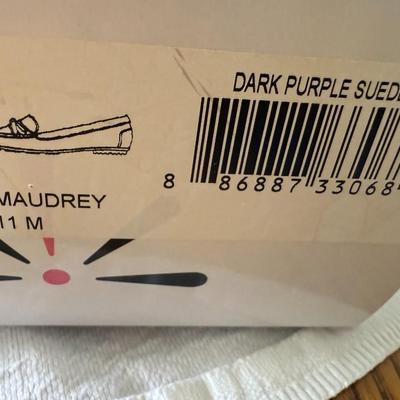 DARK PURPLE SUEDE
8 86887 33068
MAUDREY
11 M